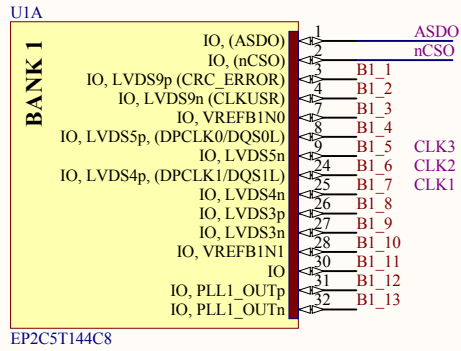 U1A
BANK 1
IO, (ASDO) 1 ASDO
IO, (nCSO) 2 nCSO
IO, LVDS9p (CRC_ERROR) 3 B1_1
IO, LVDS9n (CLKUSR) 4 B1_2
IO, VREFB1N0 7 B1_3
IO, LVDS5p, (DPCLK0/DQS0L) 8 B1_4
IO, LVDS5n 9 B1_5 CLK3
IO, LVDS4p, (DPCLK1/DQS1L) 24 B1_6 CLK2
IO, LVDS4n 25 B1_7 CLK1
IO, LVDS3p 26 B1_8
IO, LVDS3n 27 B1_9
IO, VREFB1N1 28 B1_10
IO 30 B1_11
IO, PLL1_OUTp 31 B1_12
IO, PLL1_OUTn 32 B1_13
EP2C5T144C8